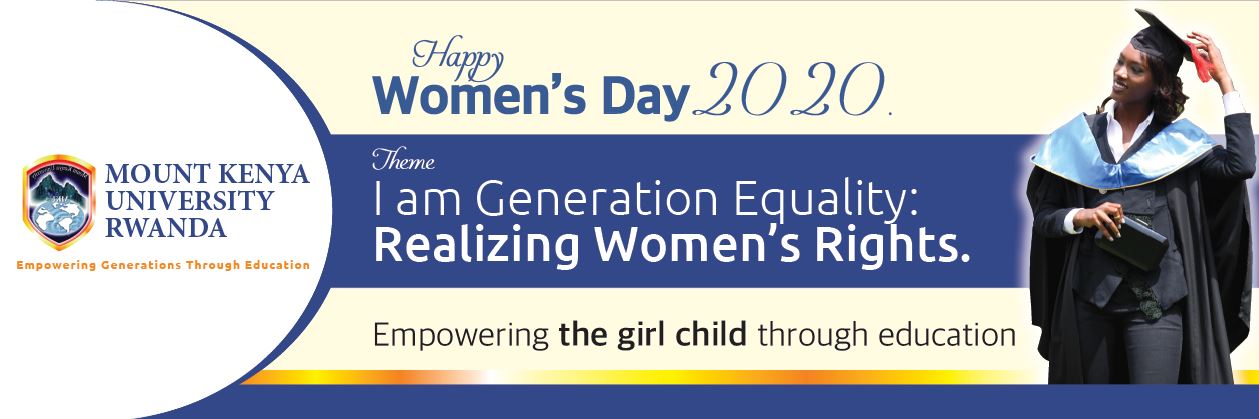 MOUNT KENYA
UNIVERSITY
RWANDA
Empowering Generations Through Education
Happy
Women's Day 2020.
Theme
I am Generation Equality:
Realizing Women's Rights.
Empowering the girl child through education